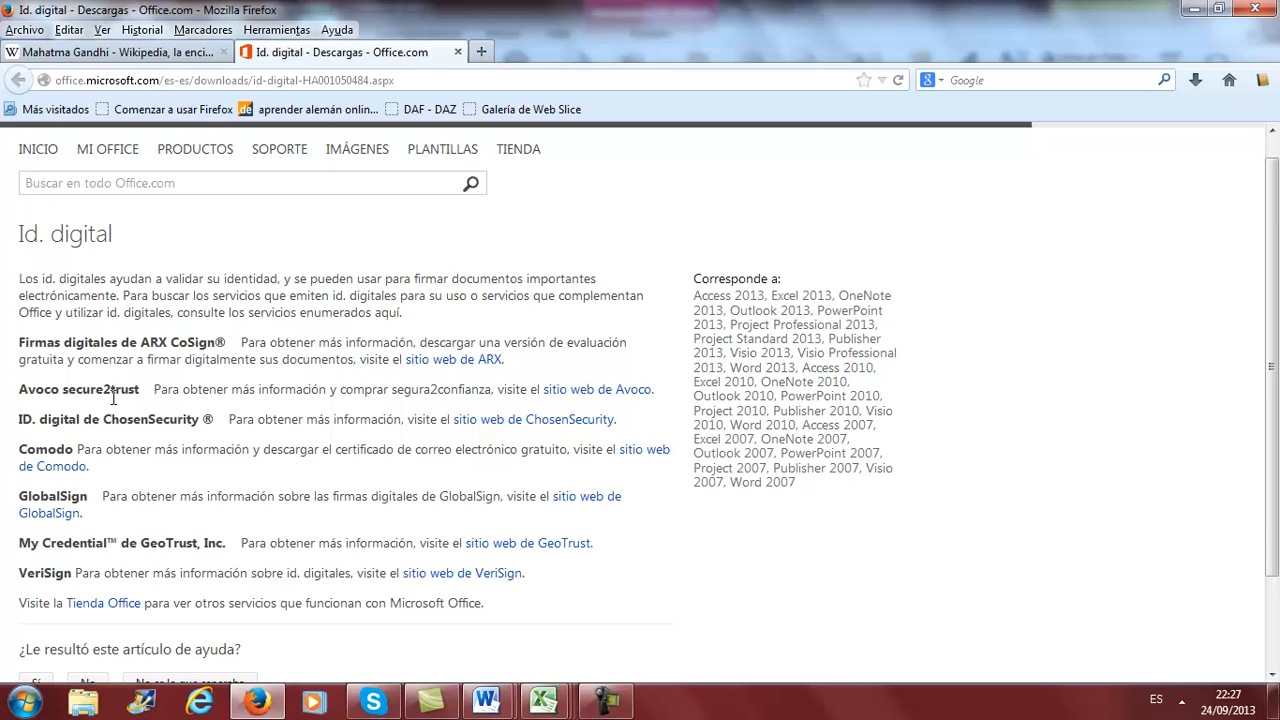 Id. digital - Descargas - Office.com - Mozilla Firefox
Archivo Editar Ver Historial Marcadores Herramientas Ayuda
Mahatma Gandhi - Wikipedia, la enci...
Id. digital - Descargas - Office.com
office.microsoft.com/es-es/downloads/id-digital-HA001050484.aspx
Google
Más visitados Comenzar a usar Firefox aprender alemán onlin... DAF - DAZ Galería de Web Slice
INICIO MI OFFICE PRODUCTOS SOPORTE IMÁGENES PLANTILLAS TIENDA
Buscar en todo Office.com
Id. digital
Los id. digitales ayudan a validar su identidad, y se pueden usar para firmar documentos importantes
electrónicamente. Para buscar los servicios que emiten id. digitales para su uso o servicios que complementan
Office y utilizar id. digitales, consulte los servicios enumerados aquí.
Firmas digitales de ARX CoSign® Para obtener más información, descargar una versión de evaluación
gratuita y comenzar a firmar digitalmente sus documentos, visite el sitio web de ARX.
Avoco secure2trust Para obtener más información y comprar segura2confianza, visite el sitio web de Avoco.
ID. digital de ChosenSecurity ® Para obtener más información, visite el sitio web de ChosenSecurity.
Comodo Para obtener más información y descargar el certificado de correo electrónico gratuito, visite el sitio web
de Comodo.
GlobalSign Para obtener más información sobre las firmas digitales de GlobalSign, visite el sitio web de
GlobalSign.
My Credential™ de GeoTrust, Inc. Para obtener más información, visite el sitio web de GeoTrust.
VeriSign Para obtener más información sobre id. digitales, visite el sitio web de VeriSign.
Visite la Tienda Office para ver otros servicios que funcionan con Microsoft Office.
¿Le resultó este artículo de ayuda?
Sí No No es lo que esperaba
Corresponde a:
Access 2013, Excel 2013, OneNote
2013, Outlook 2013, PowerPoint
2013, Project Professional 2013,
Project Standard 2013, Publisher
2013, Visio 2013, Visio Professional
2013, Word 2013, Access 2010,
Excel 2010, OneNote 2010,
Outlook 2010, PowerPoint 2010,
Project 2010, Publisher 2010, Visio
2010, Word 2010, Access 2007,
Excel 2007, OneNote 2007,
Outlook 2007, PowerPoint 2007,
Project 2007, Publisher 2007, Visio
2007, Word 2007
ES
22:27
24/09/2013